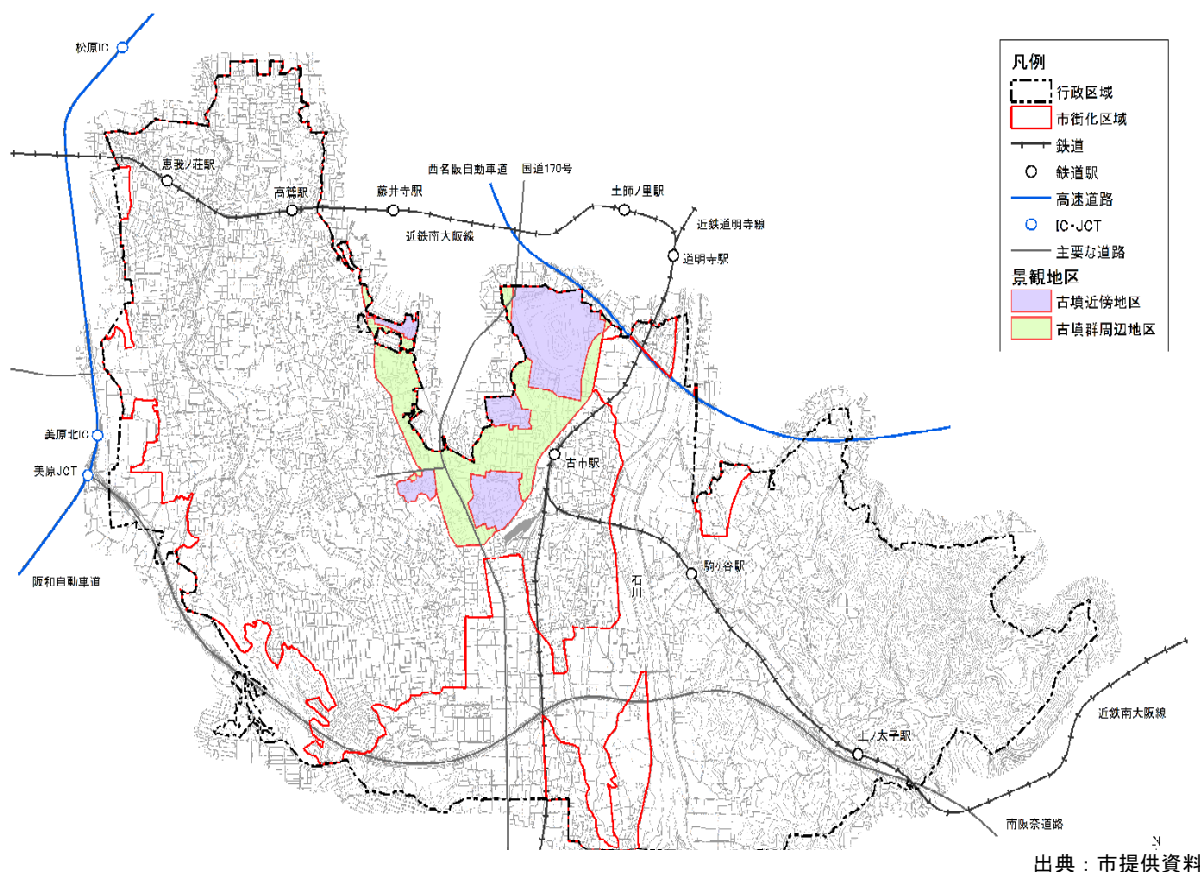 松原IC
恵我ノ荘駅
高鷲駅
藤井寺駅
西名阪自動車道
国道170号
土師ノ里駅
近鉄南大阪線
近鉄道明寺線
道明寺駅
美原北IC
美原JCT
古市駅
阪和自動車道
駒ヶ谷駅
石川
上ノ太子駅
近鉄南大阪線
南阪奈道路
凡例
行政区域
市街化区域
鉄道
鉄道駅
高速道路
IC・JCT
主要な道路
景観地区
古墳近傍地区
古墳群周辺地区
出典：市提供資料